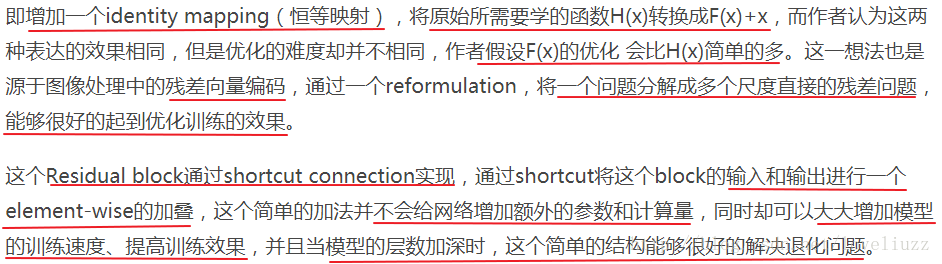 即增加一个identity mapping（恒等映射），将原始所需要学的函数H(x)转换成F(x)+x，而作者认为这两
种表达的效果相同，但是优化的难度却并不相同，作者假设F(x)的优化 会比H(x)简单的多。这一想法也是
源于图像处理中的残差向量编码，通过一个reformulation，将一个问题分解成多个尺度直接的残差问题，
能够很好的起到优化训练的效果。
这个Residual block通过shortcut connection实现，通过shortcut将这个block的输入和输出进行一个
element-wise的加叠，这个简单的加法并不会给网络增加额外的参数和计算量，同时却可以大大增加模型
的训练速度、提高训练效果，并且当模型的层数加深时，这个简单的结构能够很好的解决退化问题。